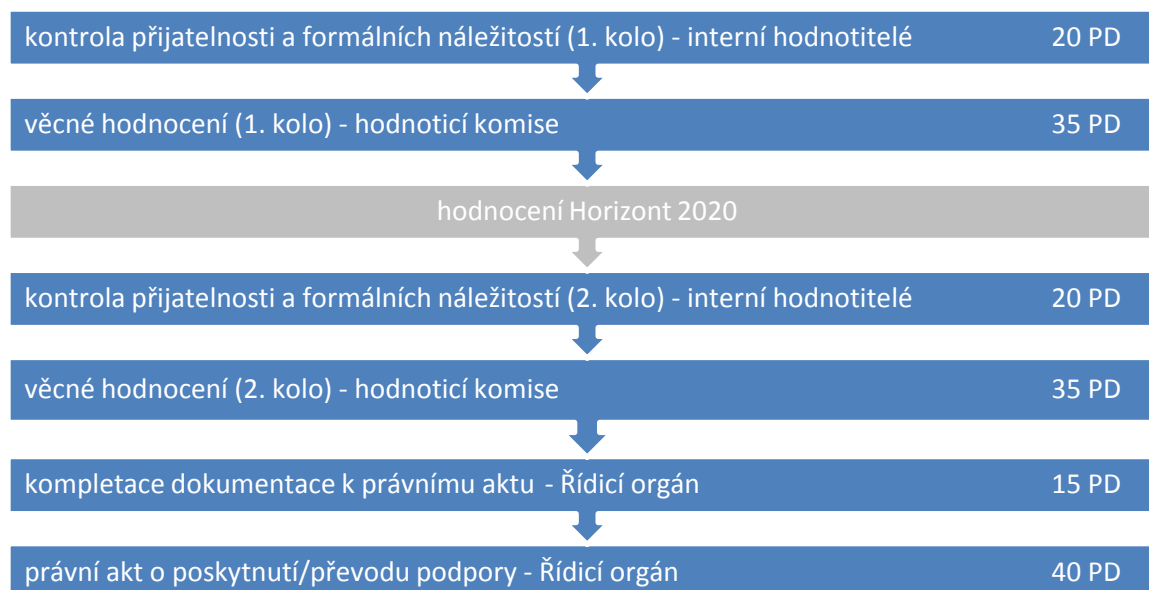 kontrola přijatelnosti a formálních náležitostí (1. kolo) - interní hodnotitelé 20 PD
věcné hodnocení (1. kolo) - hodnoticí komise 35 PD
hodnocení Horizont 2020
kontrola přijatelnosti a formálních náležitostí (2. kolo) - interní hodnotitelé 20 PD
věcné hodnocení (2. kolo) - hodnoticí komise 35 PD
kompletace dokumentace k právnímu aktu - Řídicí orgán 15 PD
právní akt o poskytnutí/převodu podpory - Řídicí orgán 40 PD